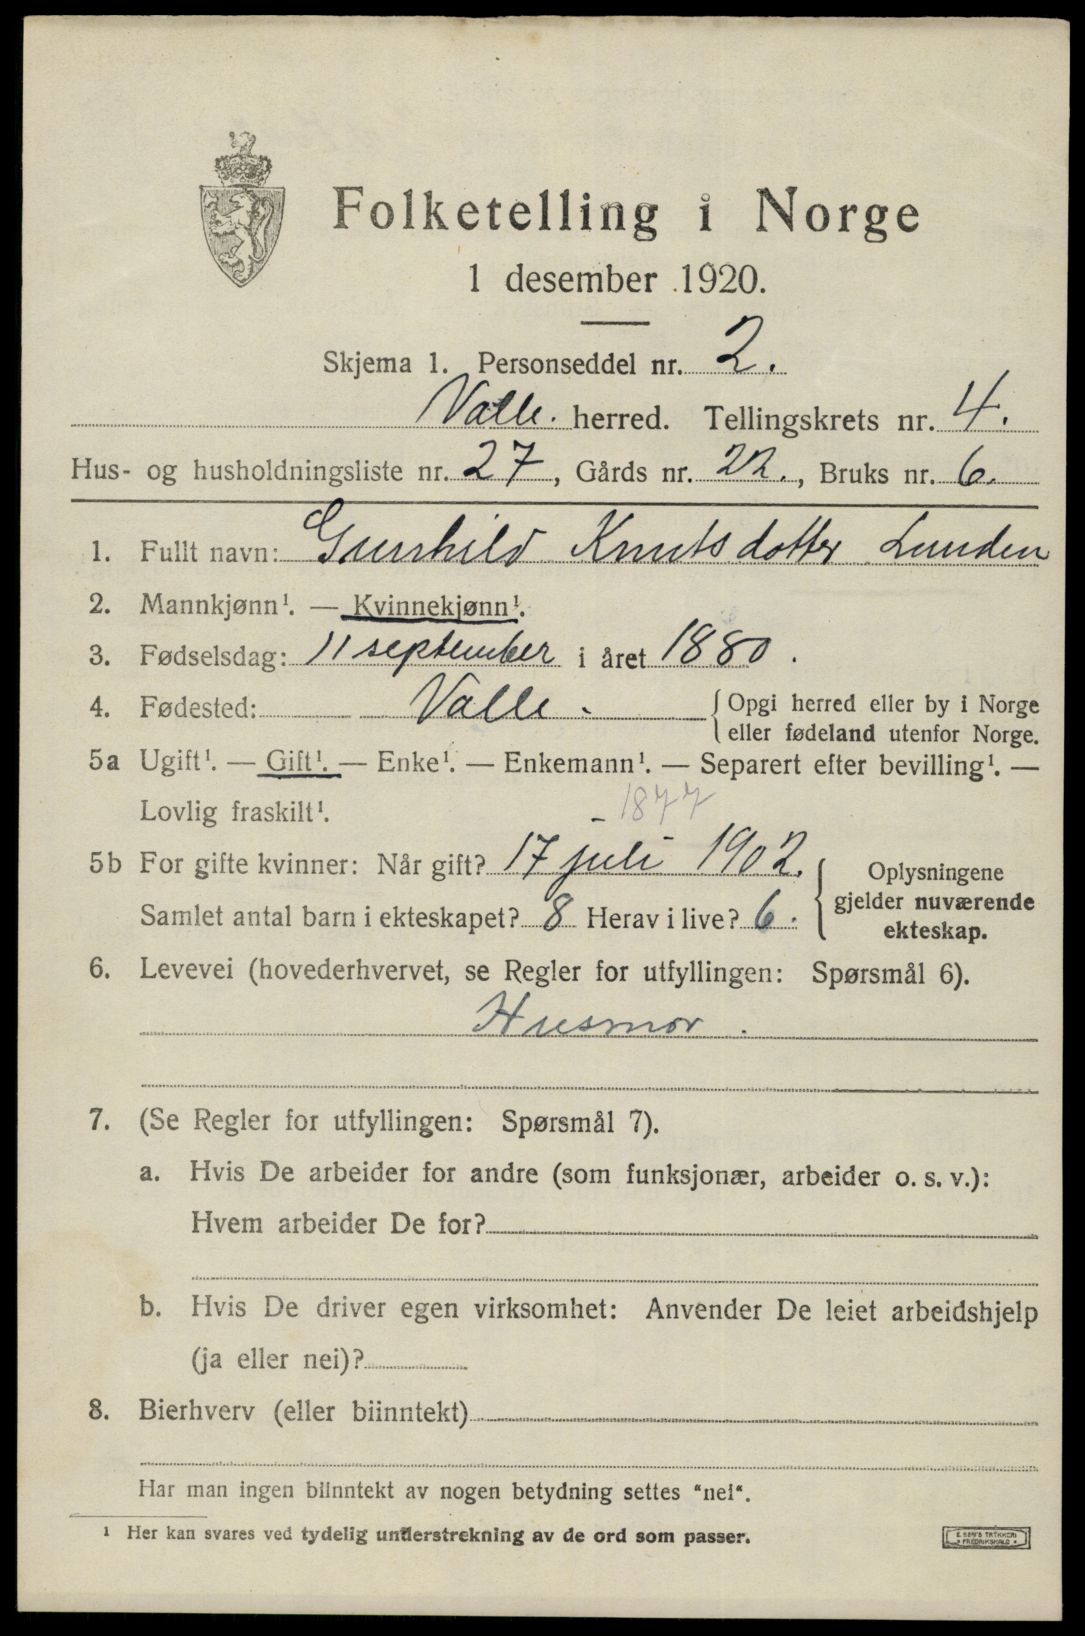 Folketelling i Norge
1 desember 1920.
Skjema 1. Personseddel nr. 2.
Valle. herred. Tellingskrets nr. 4.
Hus- og husholdningsliste nr. 27, Gårds nr. 22., Bruks nr. 6.
1. Fullt navn: Gunhild Knutsdotter Lunden
2. Mannkjønn¹. — Kvinnekjønn¹.
3. Fødselsdag: 11 september i året 1880.
4. Fødested: Valle. { Opgi herred eller by i Norge
eller fødeland utenfor Norge.
5a Ugift¹. — Gift¹. — Enke¹. — Enkemann¹. — Separert efter bevilling¹. —
Lovlig fraskilt¹. - 1877
5b For gifte kvinner: Når gift? 17 juli 1902. { Oplysningene
gjelder nuværende
Samlet antal barn i ekteskapet? 8 Herav i live? 6.
ekteskap.
6. Levevei (hovederhvervet, se Regler for utfyllingen: Spørsmål 6).
Husmor.
7. (Se Regler for utfyllingen: Spørsmål 7).
a. Hvis De arbeider for andre (som funksjonær, arbeider o. s. v.):
Hvem arbeider De for?
b. Hvis De driver egen virksomhet: Anvender De leiet arbeidshjelp
(ja eller nei)?
8. Bierhverv (eller biinntekt)
Har man ingen biinntekt av nogen betydning settes "nei".
¹ Her kan svares ved tydelig understrekning av de ord som passer.
E. SEM'S TRYKKERI
FREDRIKSHALD